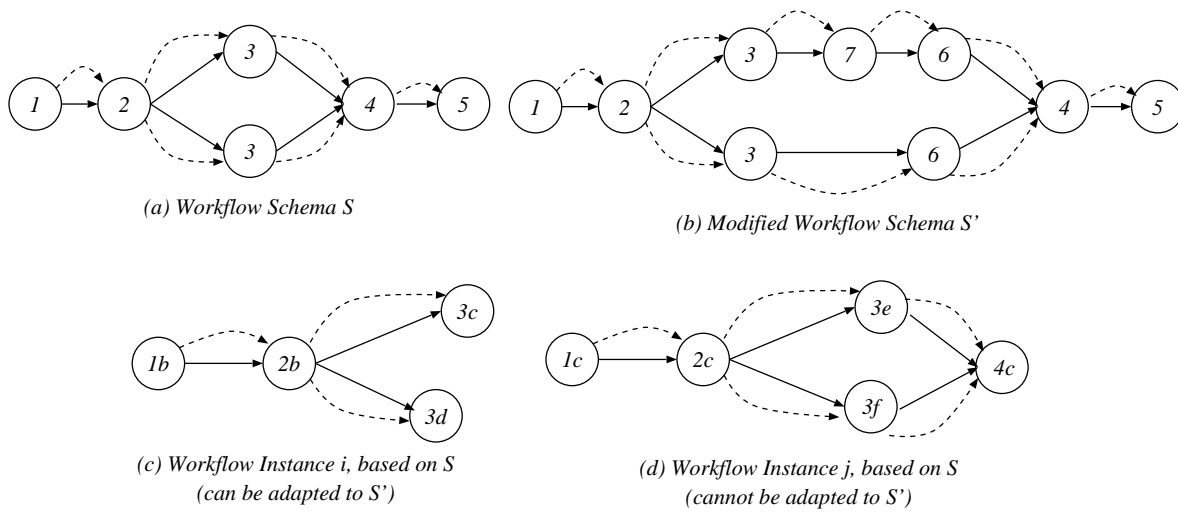 3
1
2
4
5
3
(a) Workflow Schema S
3
7
6
1
2
4
5
3
6
(b) Modified Workflow Schema S’
3c
1b
2b
3d
(c) Workflow Instance i, based on S
(can be adapted to S’)
3e
1c
2c
4c
3f
(d) Workflow Instance j, based on S
(cannot be adapted to S’)